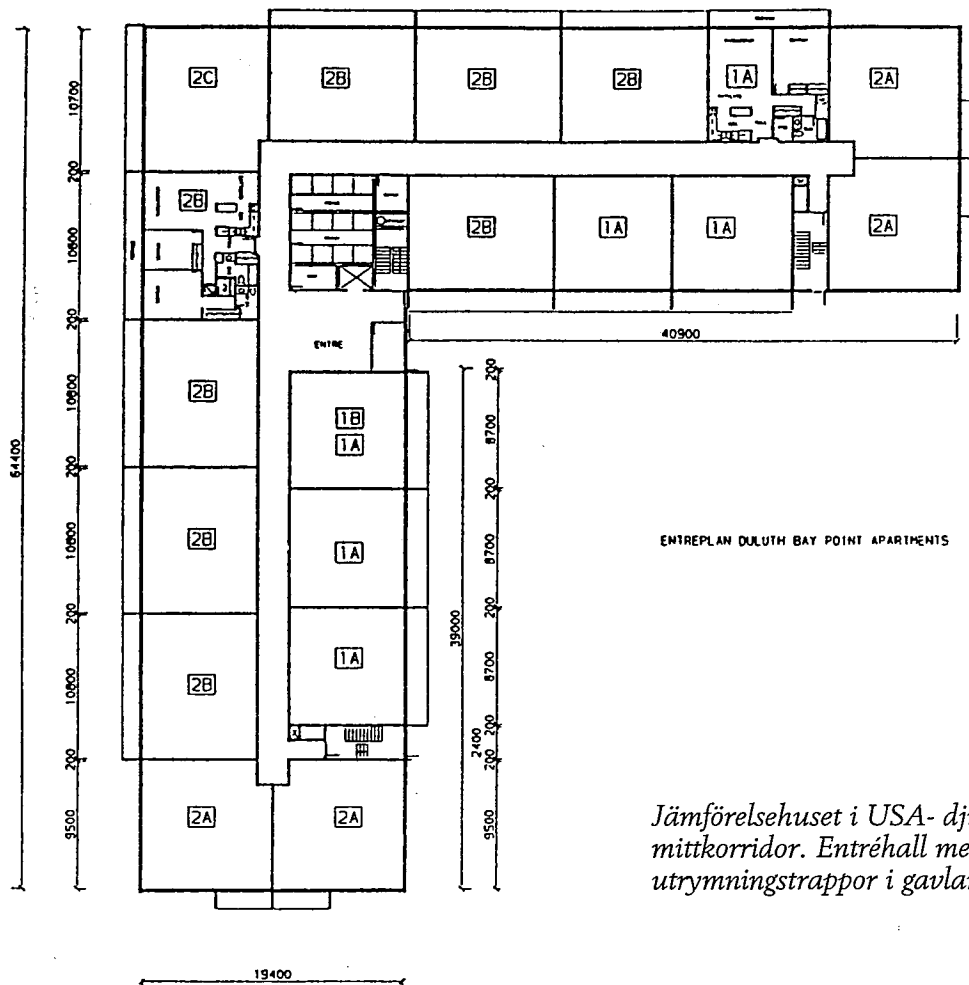 2C 2B 2B 2B 1A 2A
10700
200
2B
2B 1A 1A 2A
10800
200
40900
ENTRE
200
2B
10800
1B
8700
1A
64400
200
200
2B
1A
10800
8700
ENTREPLAN DULUTH BAY POINT APARTMENTS
200
200
39000
1A
8700
2B
10800
200
2400
200
200
2A 2A
9500
9500
Jämförelsehuset i USA- dj
mittkorridor. Entréhall me
utrymningstrappor i gavla
19400